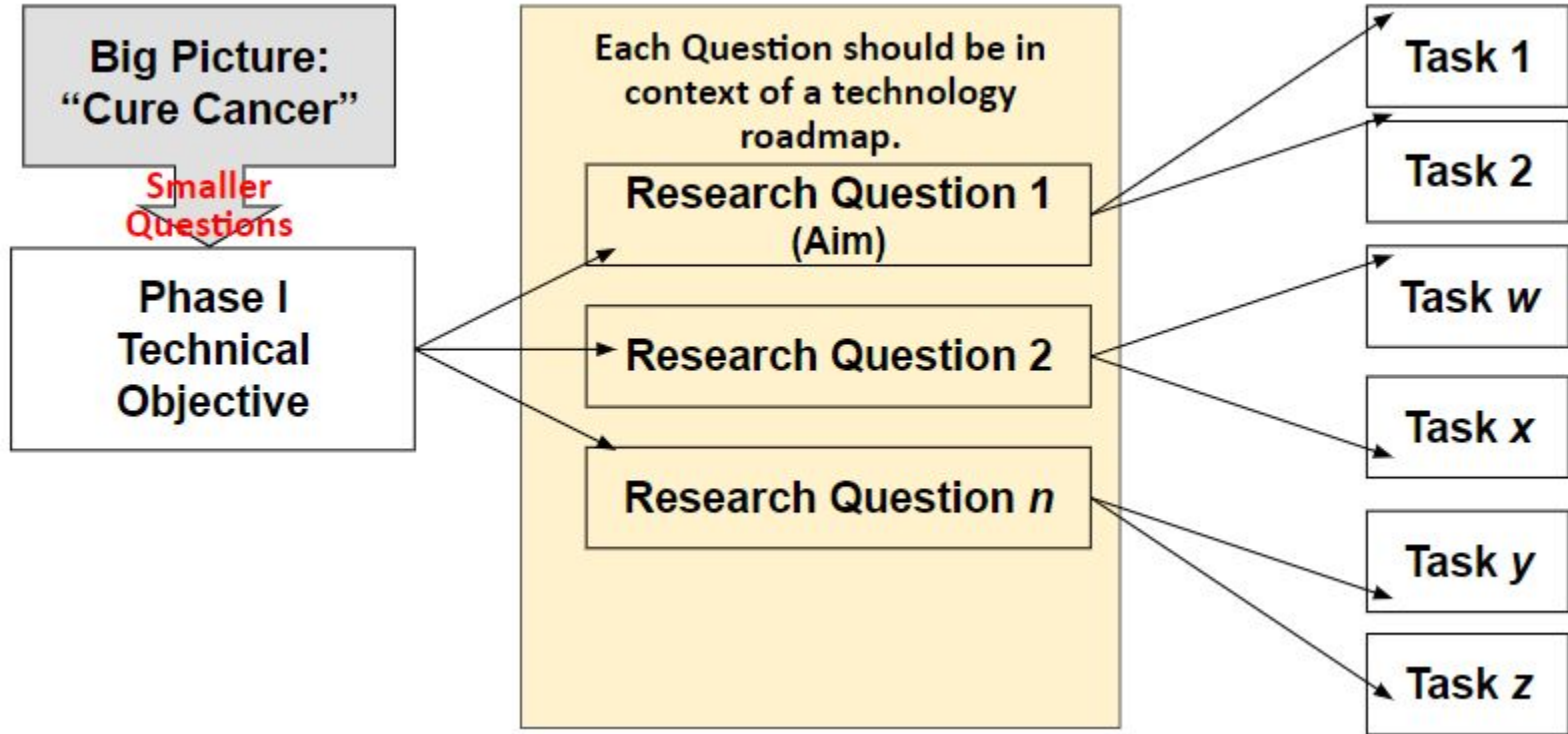 Big Picture:
“Cure Cancer”
Smaller
Questions
Phase I
Technical
Objective
Each Question should be in
context of a technology
roadmap.
Research Question 1
(Aim)
Research Question 2
Research Question n
Task 1
Task 2
Task w
Task x
Task y
Task z